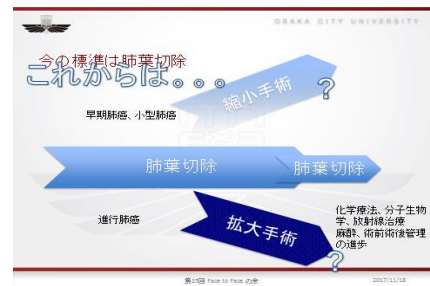 OSAKA CITY UNIVERSITY
今の標準は肺葉切除
これからは。。。
縮小手術
?
早期肺癌、小型肺癌
肺葉切除
肺葉切除
進行肺癌
拡大手術
?
化学療法、分子生物
学、放射線治療
麻酔、術前術後管理
の進歩
第35回 Face to Face の会
2017/11/18